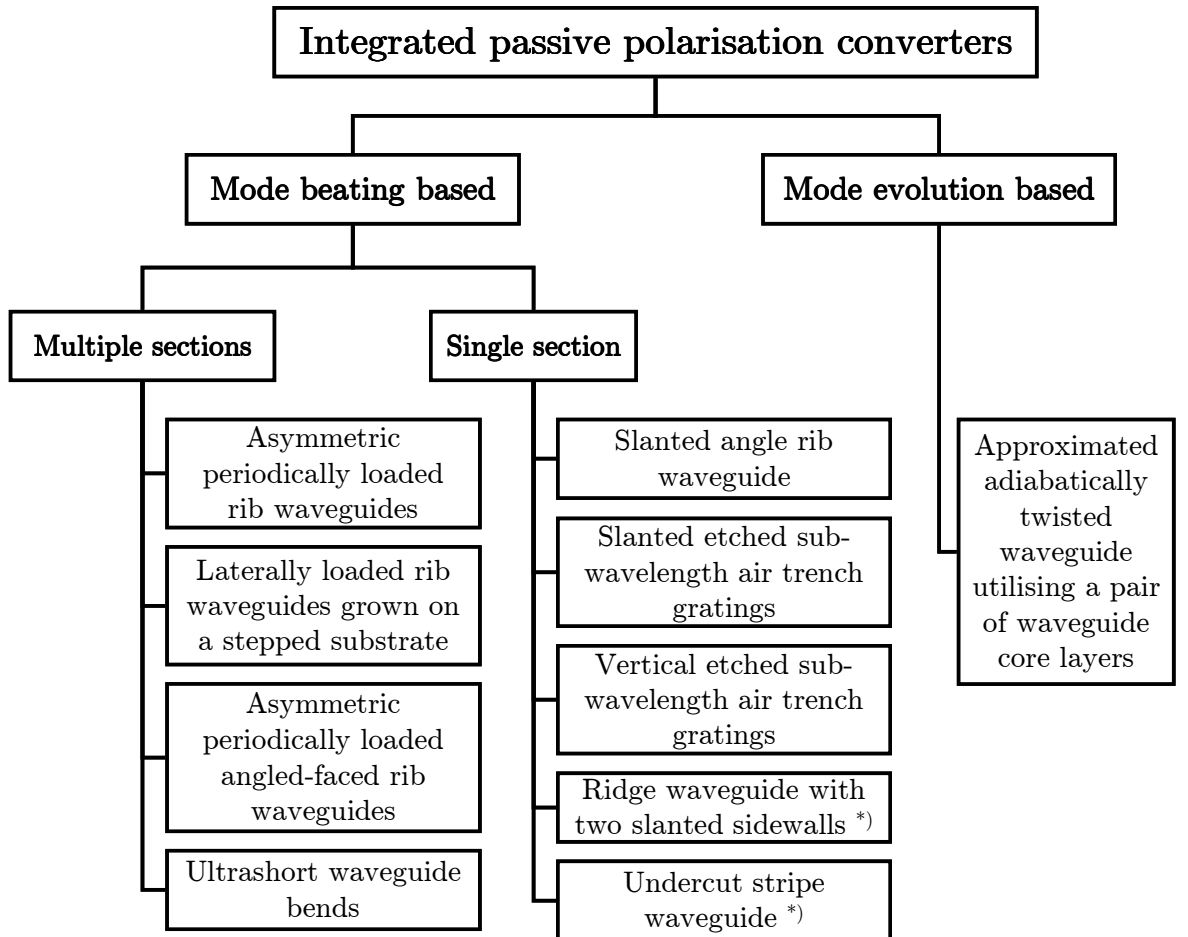 Integrated passive polarisation converters
Mode beating based
Mode evolution based
Multiple sections
Single section
Asymmetric
periodically loaded
rib waveguides
Laterally loaded rib
waveguides grown on
a stepped substrate
Asymmetric
periodically loaded
angled-faced rib
waveguides
Ultrashort waveguide
bends
Slanted angle rib
waveguide
Slanted etched sub-
wavelength air trench
gratings
Vertical etched sub-
wavelength air trench
gratings
Ridge waveguide with
two slanted sidewalls *)
Undercut stripe
waveguide *)
Approximated
adiabatically
twisted
waveguide
utilising a pair
of waveguide
core layers